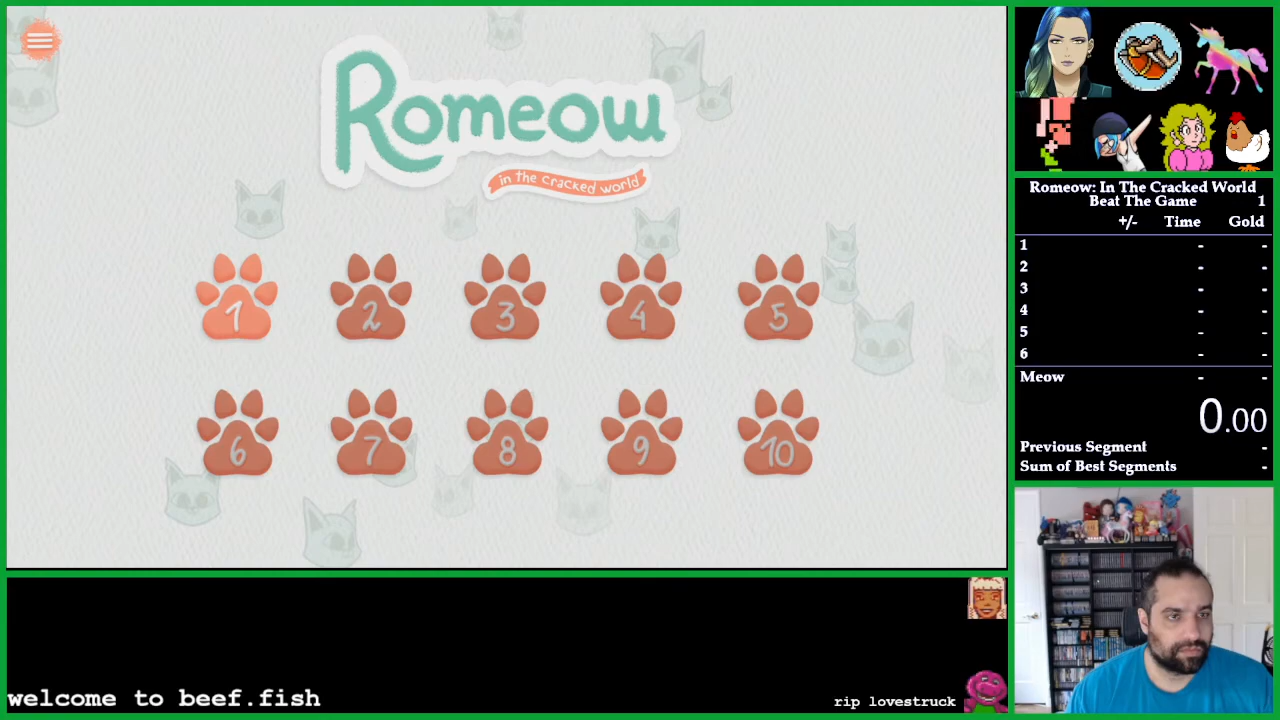 Romeow
in the cracked world
1 2 3 4 5
6 7 8 9 10
Romeow: In The Cracked World
Beat The Game 1
+/- Time Gold
1 - -
2 - -
3 - -
4 - -
5 - -
6 - -
Meow - -
0.00
Previous Segment -
Sum of Best Segments -
welcome to beef.fish
rip lovestruck